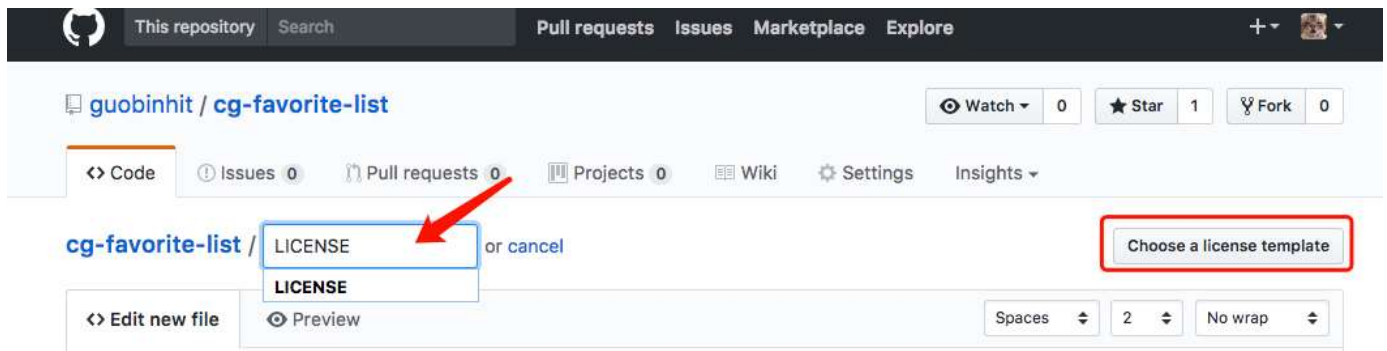 This repository Search Pull requests Issues Marketplace Explore
guobinhit / cg-favorite-list Watch 0 Star 1 Fork 0
Code Issues 0 Pull requests 0 Projects 0 Wiki Settings Insights
cg-favorite-list / LICENSE or cancel Choose a license template
LICENSE
Edit new file Preview Spaces 2 No wrap